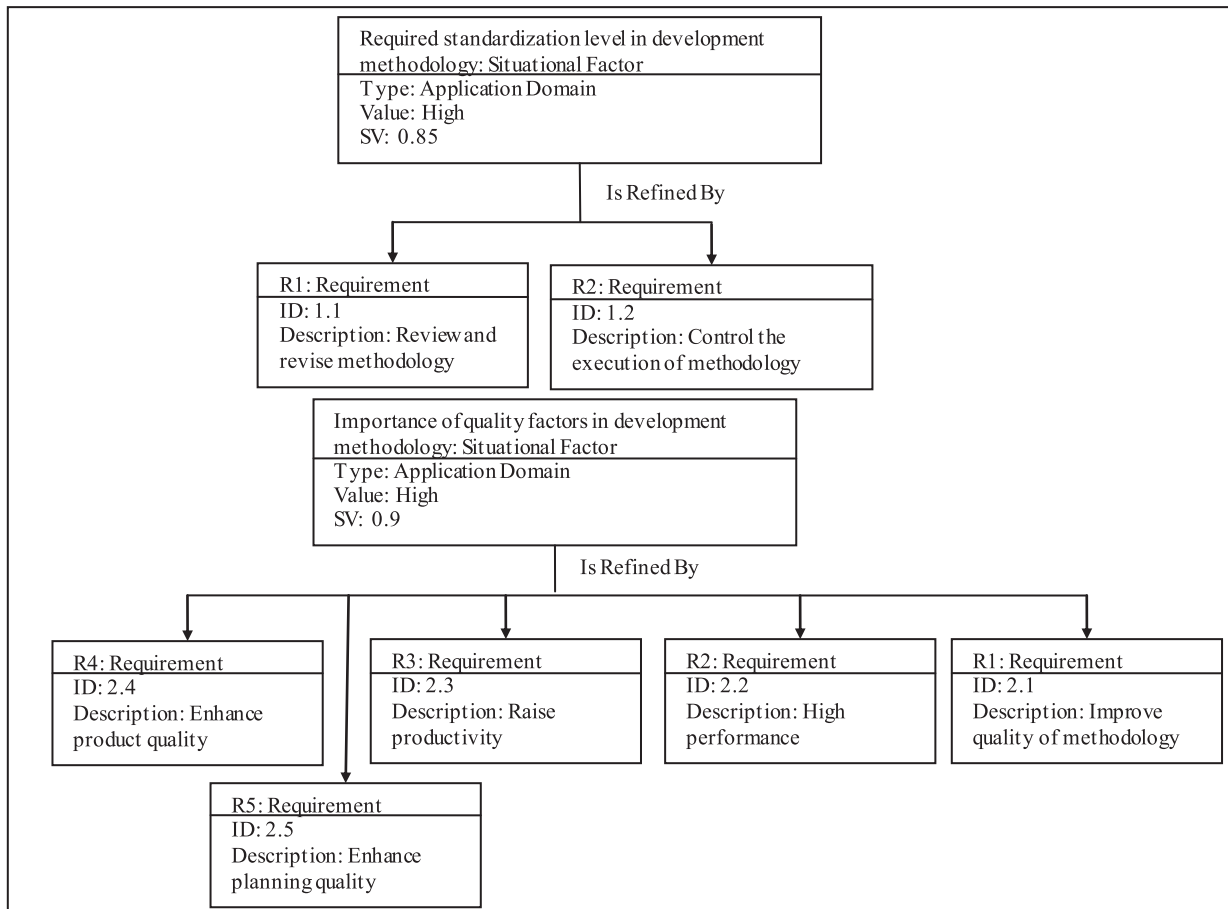 Required standardization level in development
methodology: Situational Factor
Type: Application Domain
Value: High
SV: 0.85
Is Refined By
R1: Requirement
ID: 1.1
Description: Review and
revise methodology
R2: Requirement
ID: 1.2
Description: Control the
execution of methodology
Importance of quality factors in development
methodology: Situational Factor
Type: Application Domain
Value: High
SV: 0.9
Is Refined By
R4: Requirement
ID: 2.4
Description: Enhance
product quality
R3: Requirement
ID: 2.3
Description: Raise
productivity
R2: Requirement
ID: 2.2
Description: High
performance
R1: Requirement
ID: 2.1
Description: Improve
quality of methodology
R5: Requirement
ID: 2.5
Description: Enhance
planning quality